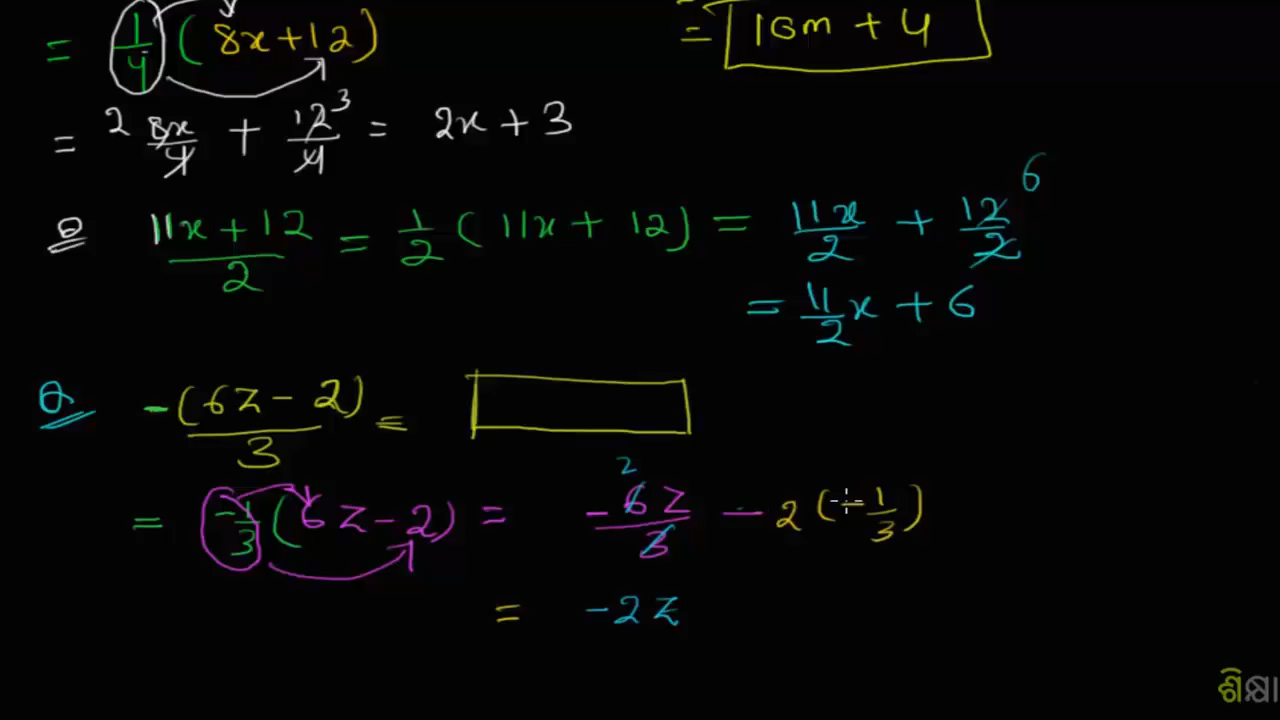 = 1/4 ( 8x+12 )
= 10m + 4
= 2 8x/4 + 12/4 3 = 2x + 3
Q 11x+12/2 = 1/2 ( 11x + 12 ) = 11x/2 + 12/2 6
= 11/2 x + 6
Q -(6z - 2)/3 =
= -1/3 ( 6z - 2 ) = - 6z/3 2 - 2 ( - 1/3 )
= -2z
ଶିକ୍ଷା